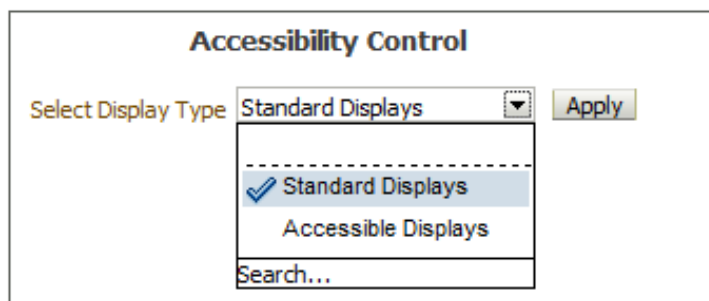 Accessibility Control
Select Display Type Standard Displays Apply
Standard Displays
Accessible Displays
Search...